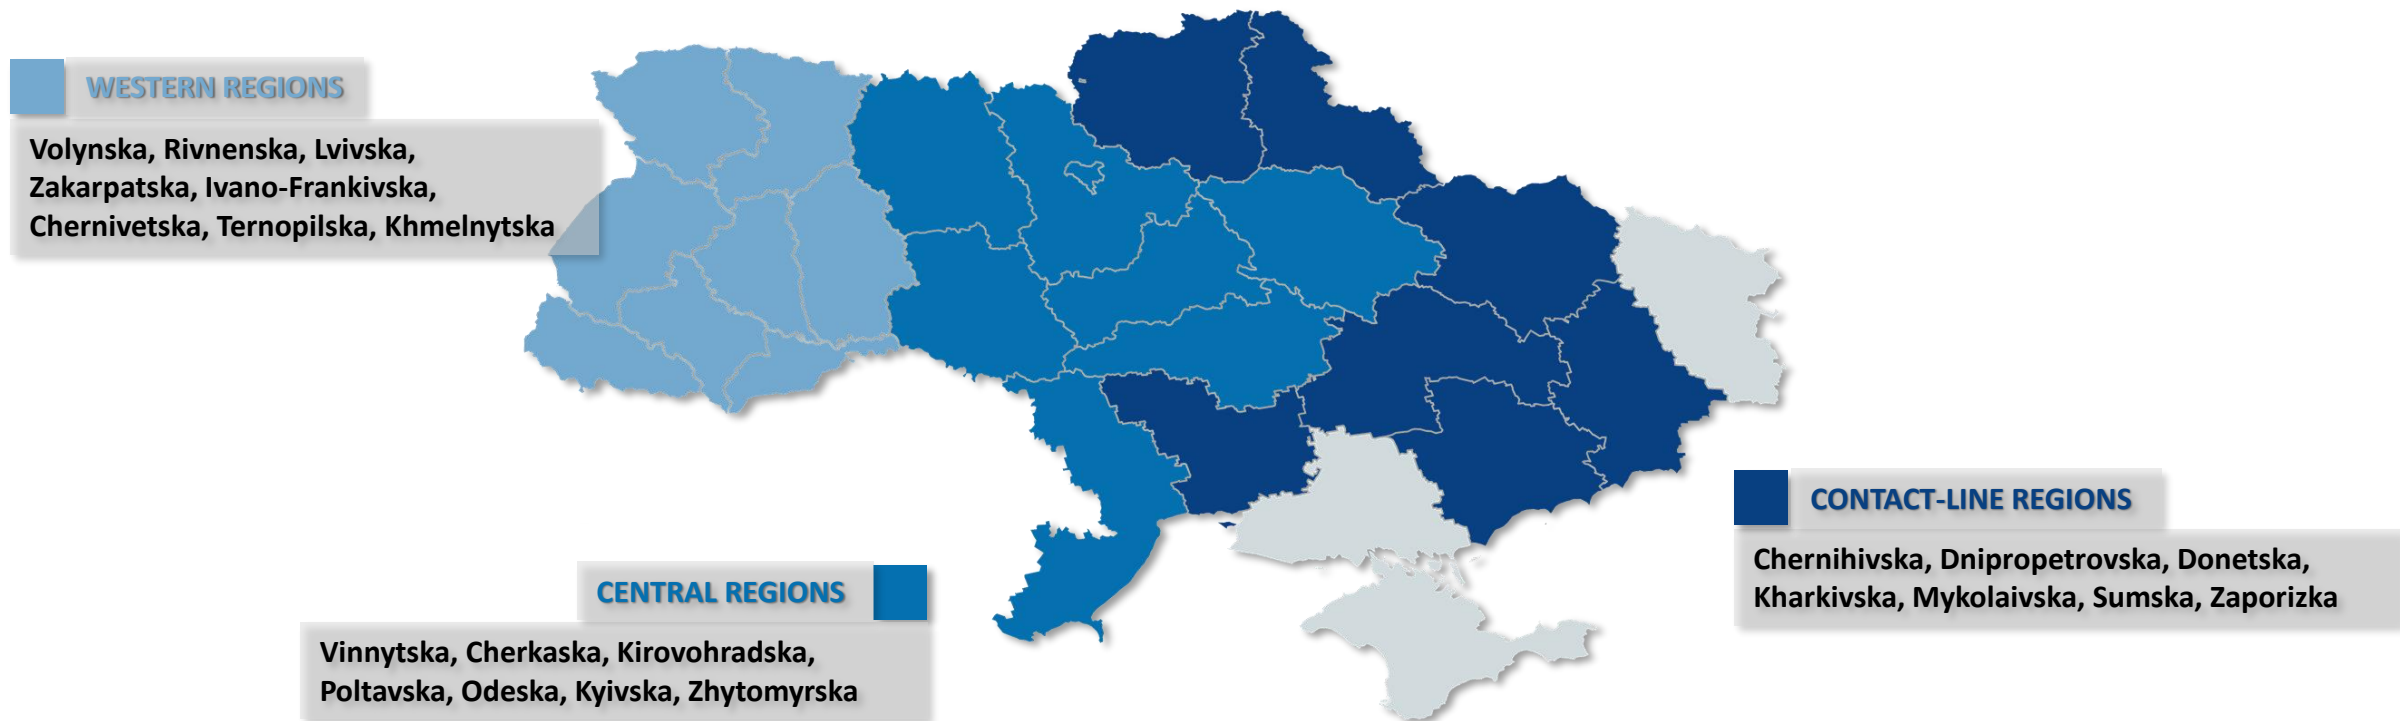 WESTERN REGIONS
Volynska, Rivnenska, Lvivska,
Zakarpatska, Ivano-Frankivska,
Chernivetska, Ternopilska, Khmelnytska
CENTRAL REGIONS
Vinnytska, Cherkaska, Kirovohradska,
Poltavska, Odeska, Kyivska, Zhytomyrska
CONTACT-LINE REGIONS
Chernihivska, Dnipropetrovska, Donetska,
Kharkivska, Mykolaivska, Sumska, Zaporizka